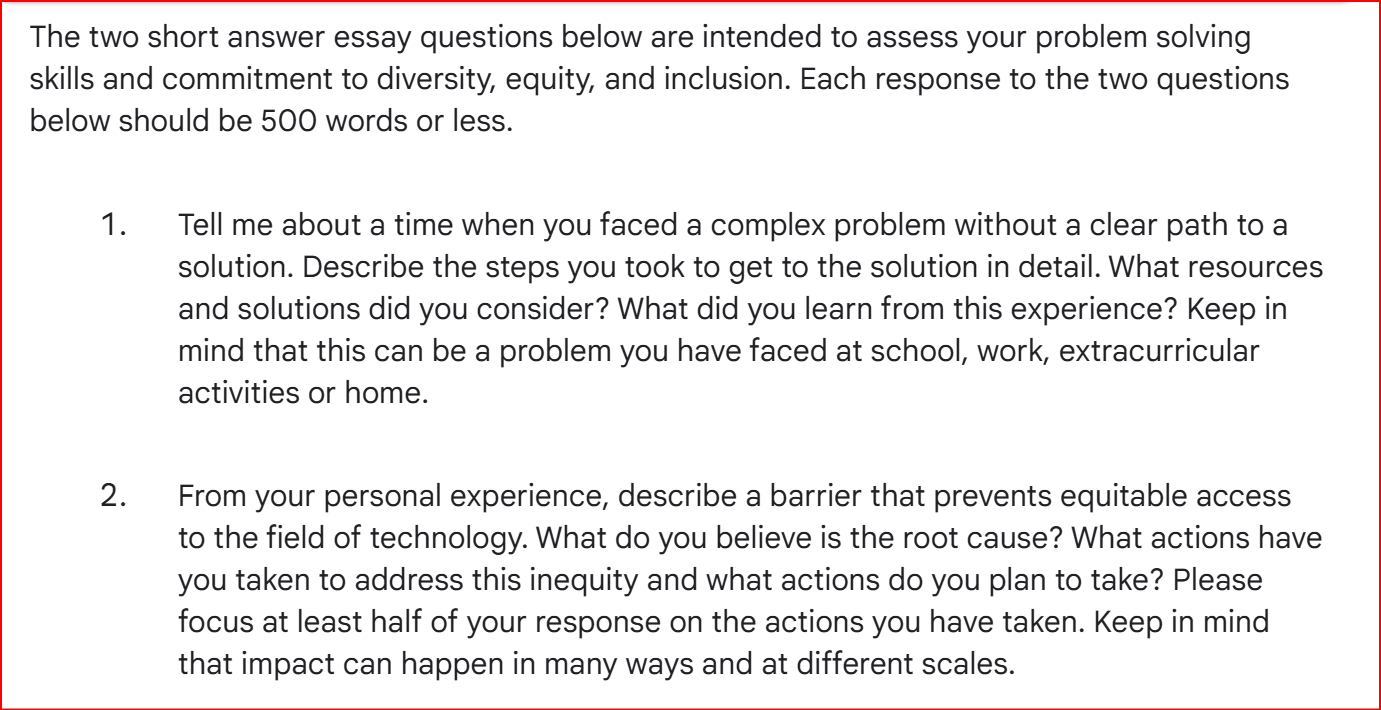 The two short answer essay questions below are intended to assess your problem solving
skills and commitment to diversity, equity, and inclusion. Each response to the two questions
below should be 500 words or less.
1. Tell me about a time when you faced a complex problem without a clear path to a
solution. Describe the steps you took to get to the solution in detail. What resources
and solutions did you consider? What did you learn from this experience? Keep in
mind that this can be a problem you have faced at school, work, extracurricular
activities or home.
2. From your personal experience, describe a barrier that prevents equitable access
to the field of technology. What do you believe is the root cause? What actions have
you taken to address this inequity and what actions do you plan to take? Please
focus at least half of your response on the actions you have taken. Keep in mind
that impact can happen in many ways and at different scales.